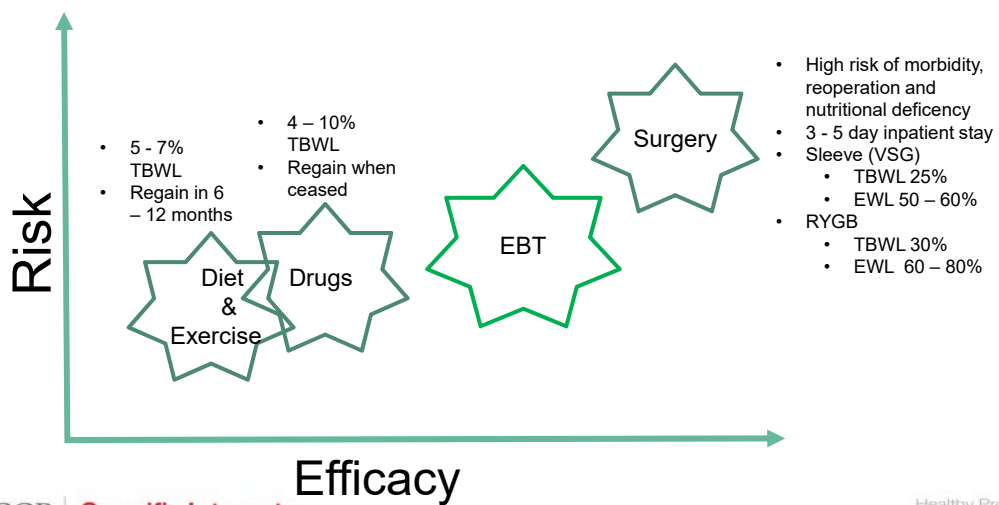 • High risk of morbidity,
reoperation and
nutritional deficency
• 3 - 5 day inpatient stay
• Sleeve (VSG)
• TBWL 25%
• EWL 50 – 60%
• RYGB
• TBWL 30%
• EWL 60 – 80%
Surgery
• 4 – 10%
TBWL
• Regain when
ceased
• 5 - 7%
TBWL
• Regain in 6
– 12 months
Risk
EBT
Diet
&
Exercise
Drugs
Efficacy
Healthy Pr